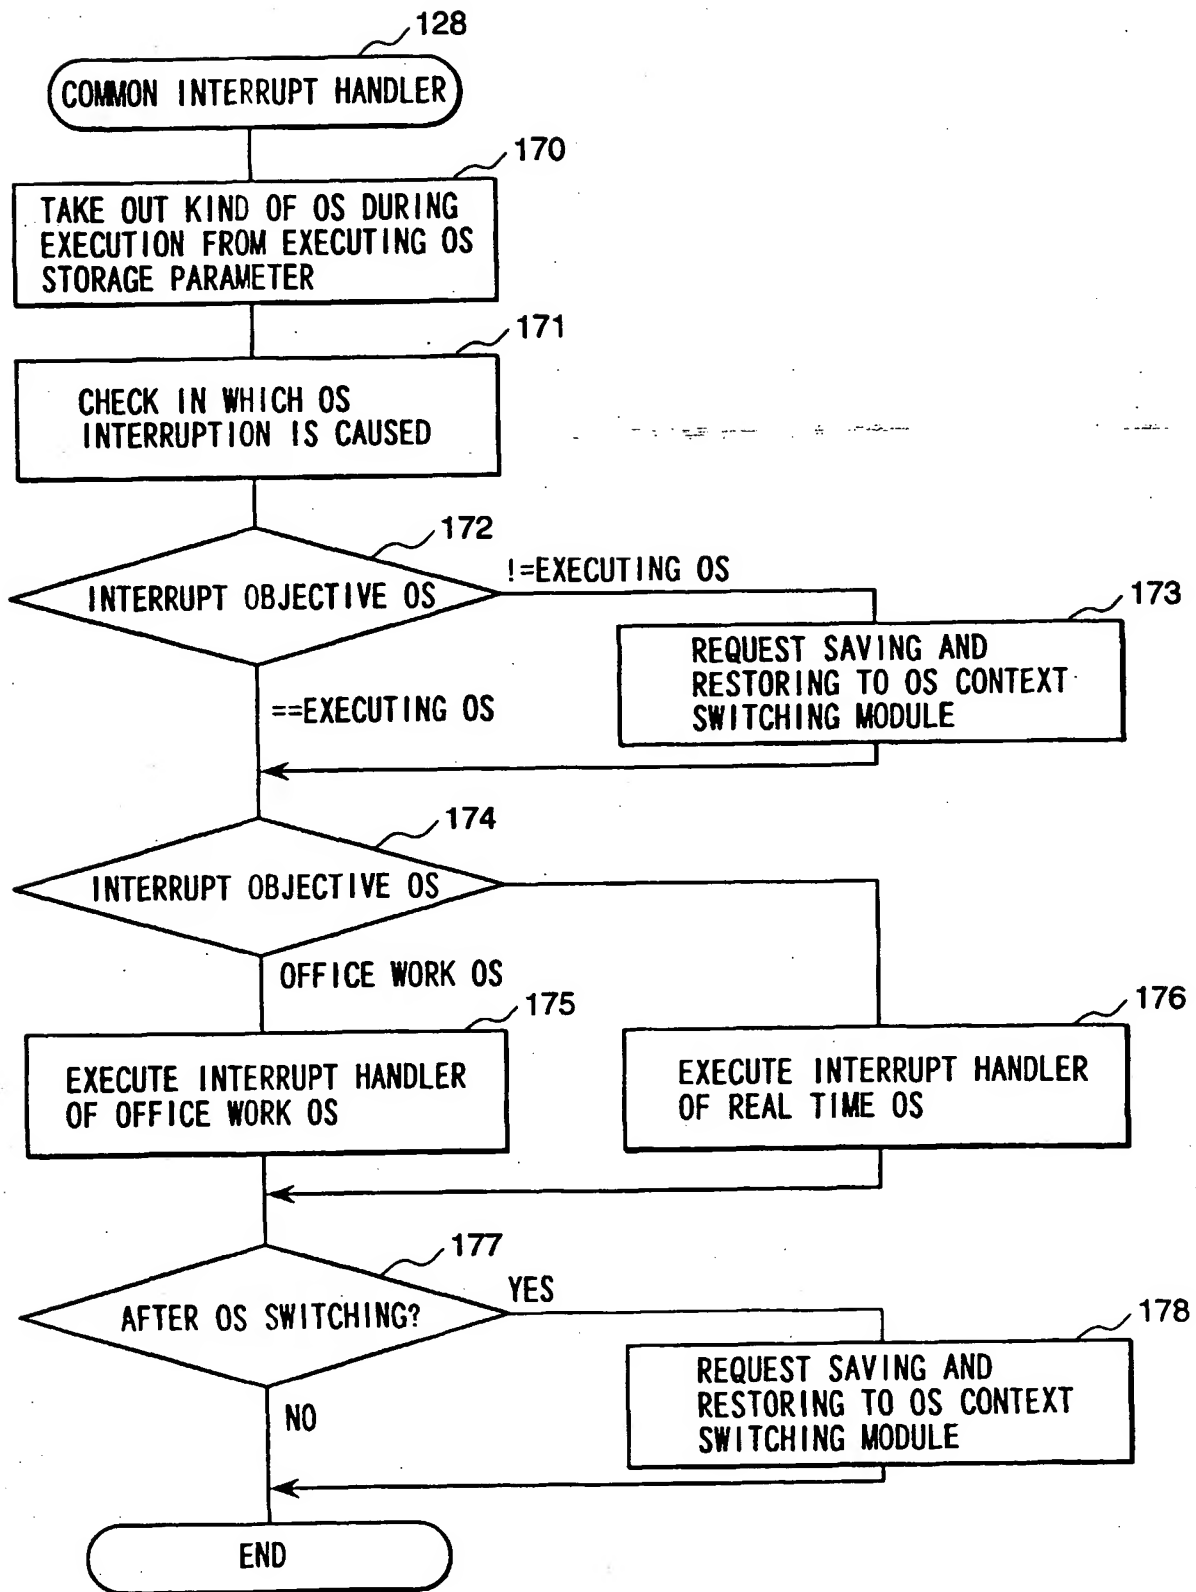 128
COMMON INTERRUPT HANDLER
170
TAKE OUT KIND OF OS DURING
EXECUTION FROM EXECUTING OS
STORAGE PARAMETER
171
CHECK IN WHICH OS
INTERRUPTION IS CAUSED
172
INTERRUPT OBJECTIVE OS
!=EXECUTING OS
173
REQUEST SAVING AND
RESTORING TO OS CONTEXT
SWITCHING MODULE
==EXECUTING OS
174
INTERRUPT OBJECTIVE OS
OFFICE WORK OS
175
EXECUTE INTERRUPT HANDLER
OF OFFICE WORK OS
176
EXECUTE INTERRUPT HANDLER
OF REAL TIME OS
177
AFTER OS SWITCHING?
YES
178
REQUEST SAVING AND
RESTORING TO OS CONTEXT
SWITCHING MODULE
NO
END